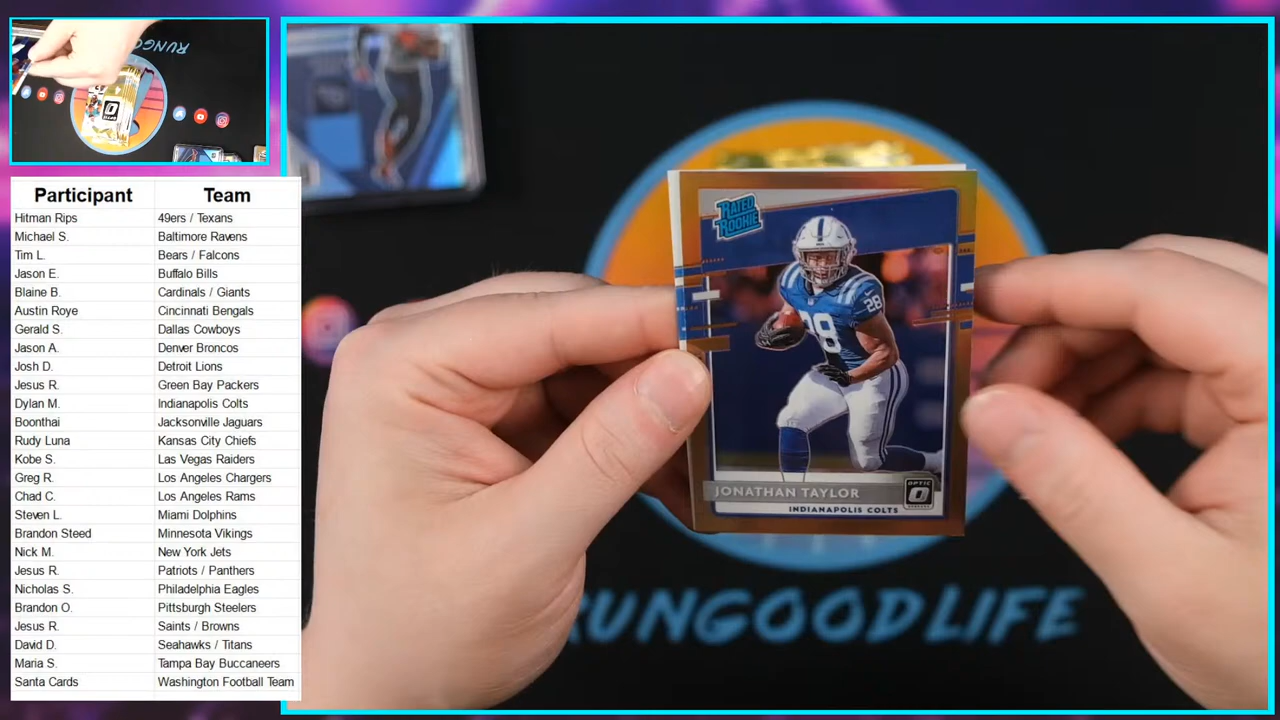 RUNGOODLIFE
Participant Team
Hitman Rips 49ers / Texans
Michael S. Baltimore Ravens
Tim L. Bears / Falcons
Jason E. Buffalo Bills
Blaine B. Cardinals / Giants
Austin Roye Cincinnati Bengals
Gerald S. Dallas Cowboys
Jason A. Denver Broncos
Josh D. Detroit Lions
Jesus R. Green Bay Packers
Dylan M. Indianapolis Colts
Boonthai Jacksonville Jaguars
Rudy Luna Kansas City Chiefs
Kobe S. Las Vegas Raiders
Greg R. Los Angeles Chargers
Chad C. Los Angeles Rams
Steven L. Miami Dolphins
Brandon Steed Minnesota Vikings
Nick M. New York Jets
Jesus R. Patriots / Panthers
Nicholas S. Philadelphia Eagles
Brandon O. Pittsburgh Steelers
Jesus R. Saints / Browns
David D. Seahawks / Titans
Maria S. Tampa Bay Buccaneers
Santa Cards Washington Football Team
RATED
ROOKIE
28
28
JONATHAN TAYLOR
OPTIC
INDIANAPOLIS COLTS
RUNGOODLIFE